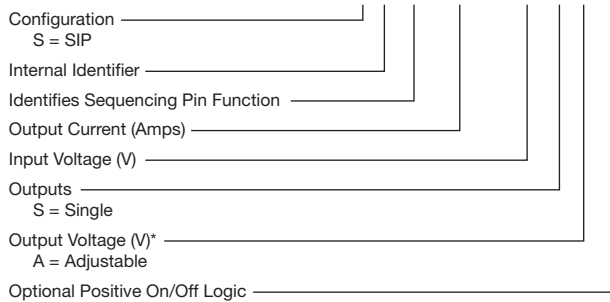 Configuration
S = SIP
Internal Identifier
Identifies Sequencing Pin Function
Output Current (Amps)
Input Voltage (V)
Outputs
S = Single
Output Voltage (V)*
A = Adjustable
Optional Positive On/Off Logic